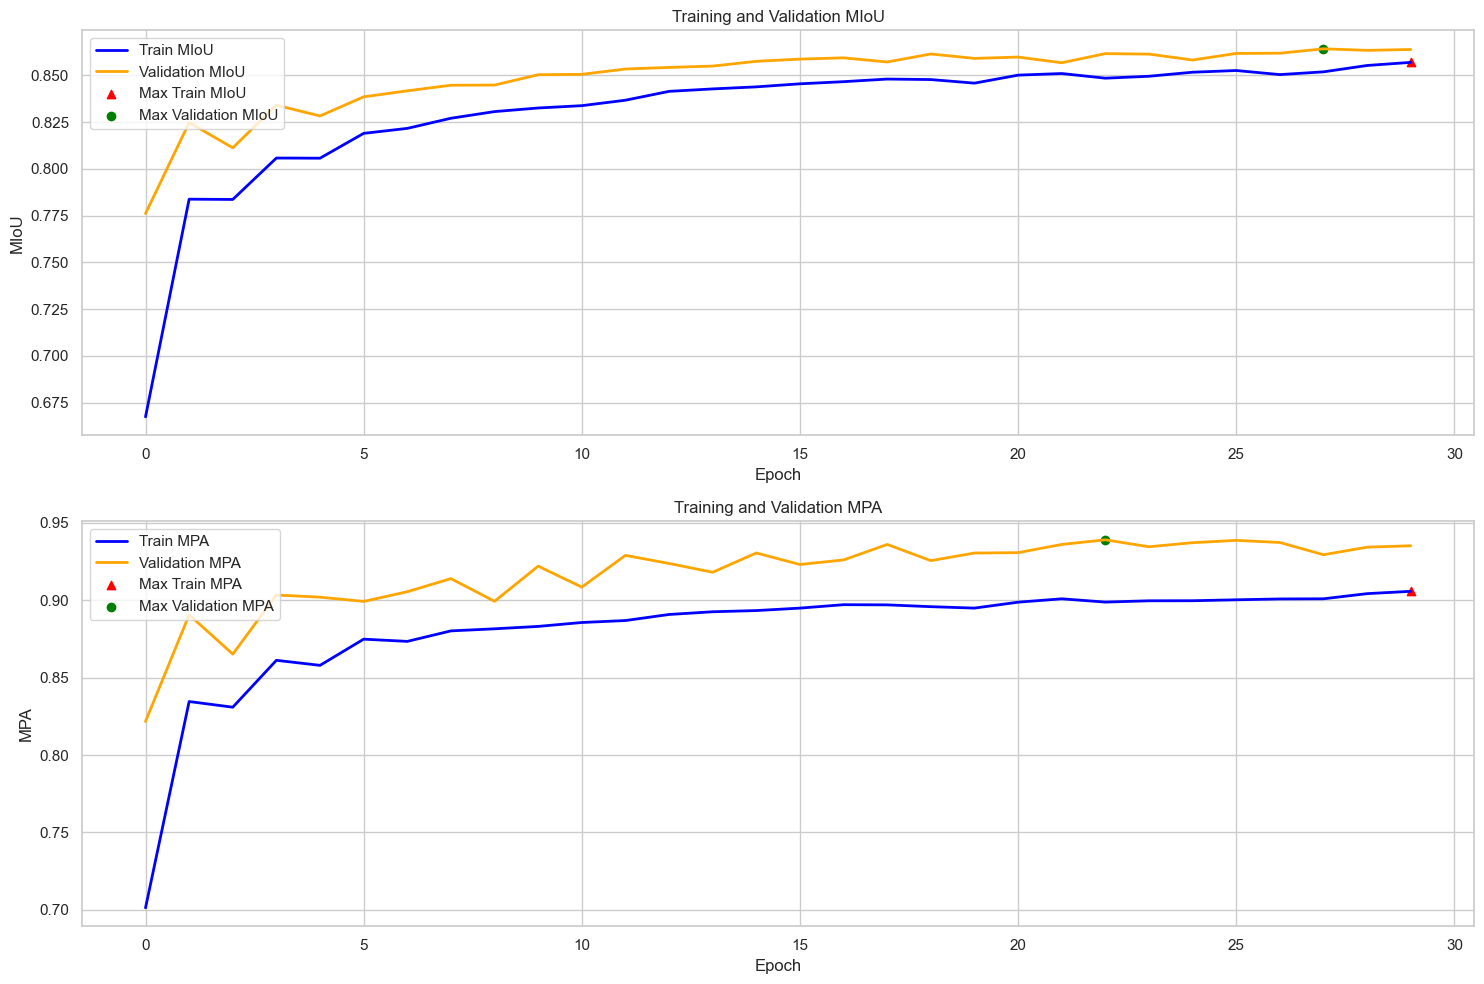 Training and Validation MIoU
Train MIoU
Validation MIoU
Max Train MIoU
Max Validation MIoU
0.850
0.825
0.800
0.775
0.750
0.725
0.700
0.675
MIoU
0 5 10 15 20 25 30
Epoch
Training and Validation MPA
Train MPA
Validation MPA
Max Train MPA
Max Validation MPA
0.95
0.90
0.85
0.80
0.75
0.70
MPA
0 5 10 15 20 25 30
Epoch